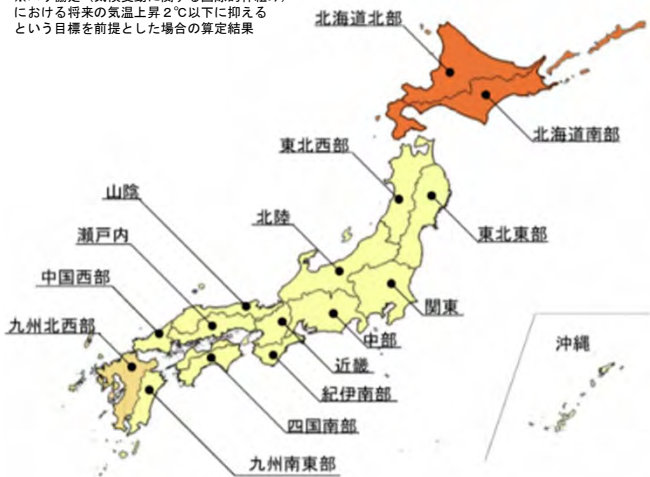 における将来の気温上昇2℃以下に抑える
という目標を前提とした場合の算定結果
北海道北部
北海道南部
東北西部
山陰
東北東部
北陸
瀬戸内
中国西部
関東
九州北西部
中部
沖縄
近畿
紀伊南部
四国南部
九州南東部